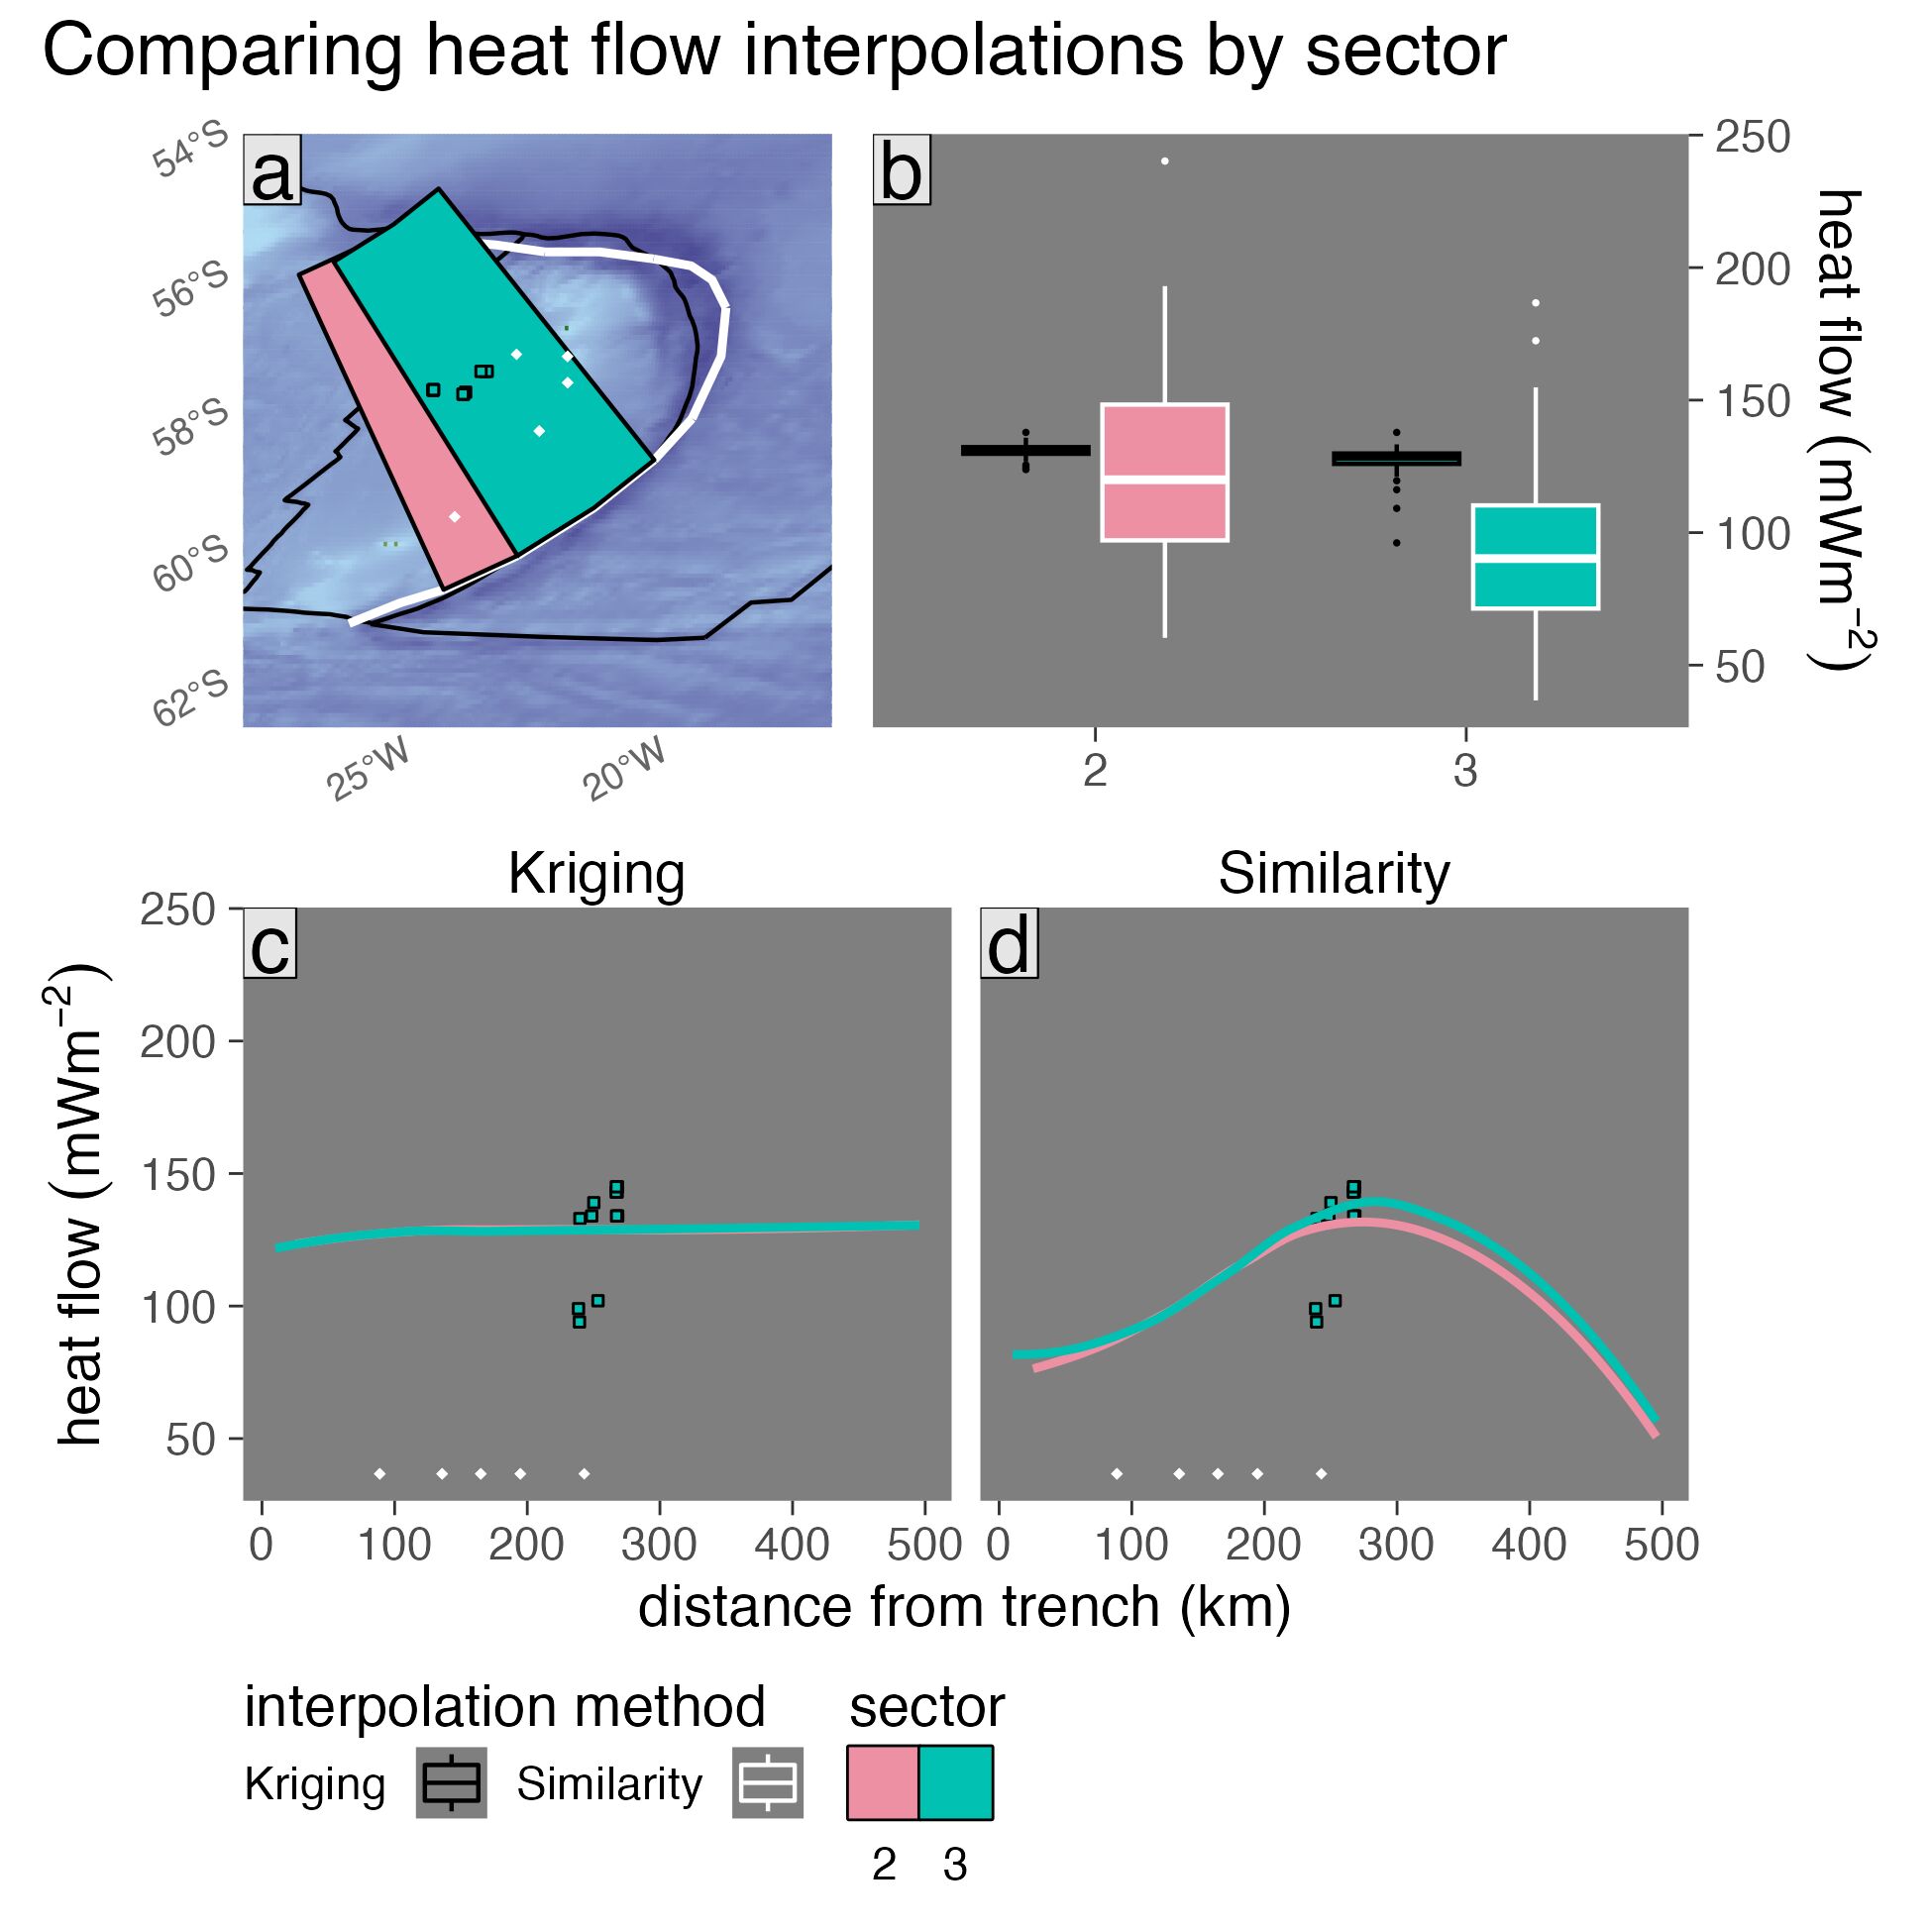 Comparing heat flow interpolations by sector
a
54°S
56°S
58°S
60°S
62°S
25°W
20°W
b
250
200
150
100
50
heat flow (mWm⁻²)
2
3
Kriging
Similarity
c
d
250
200
150
100
50
heat flow (mWm⁻²)
0 100 200 300 400 500
0 100 200 300 400 500
distance from trench (km)
interpolation method
Kriging
Similarity
sector
2 3